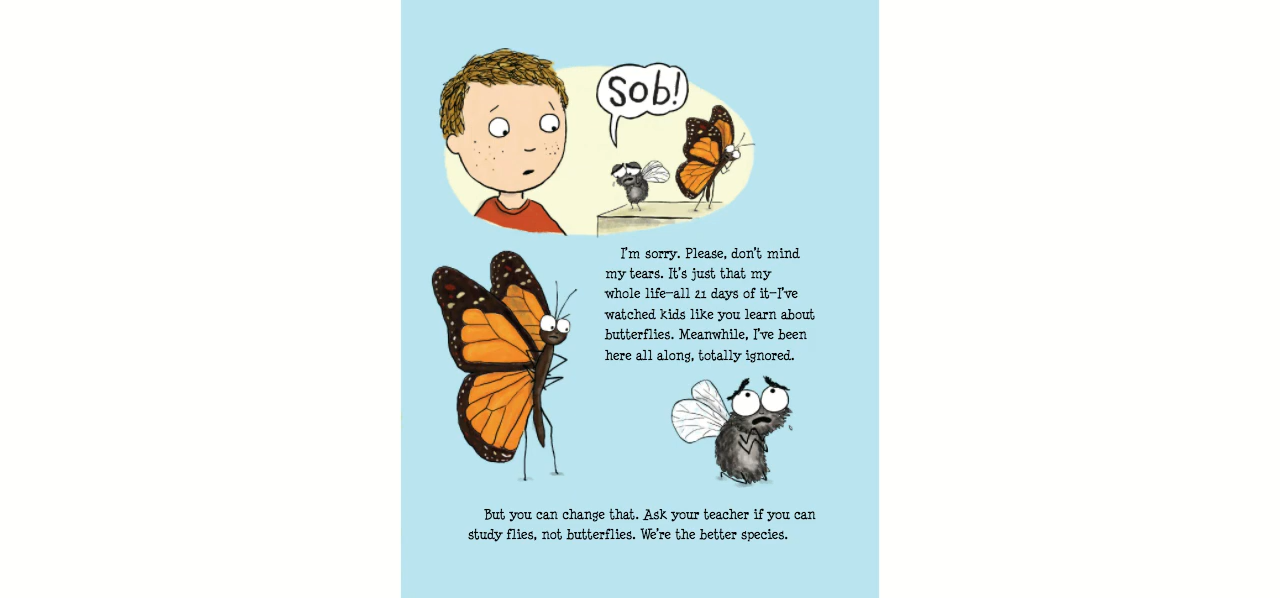 Sob!
I'm sorry. Please, don't mind
my tears. It's just that my
whole life—all 21 days of it—I've
watched kids like you learn about
butterflies. Meanwhile, I've been
here all along, totally ignored.
But you can change that. Ask your teacher if you can
study flies, not butterflies. We're the better species.